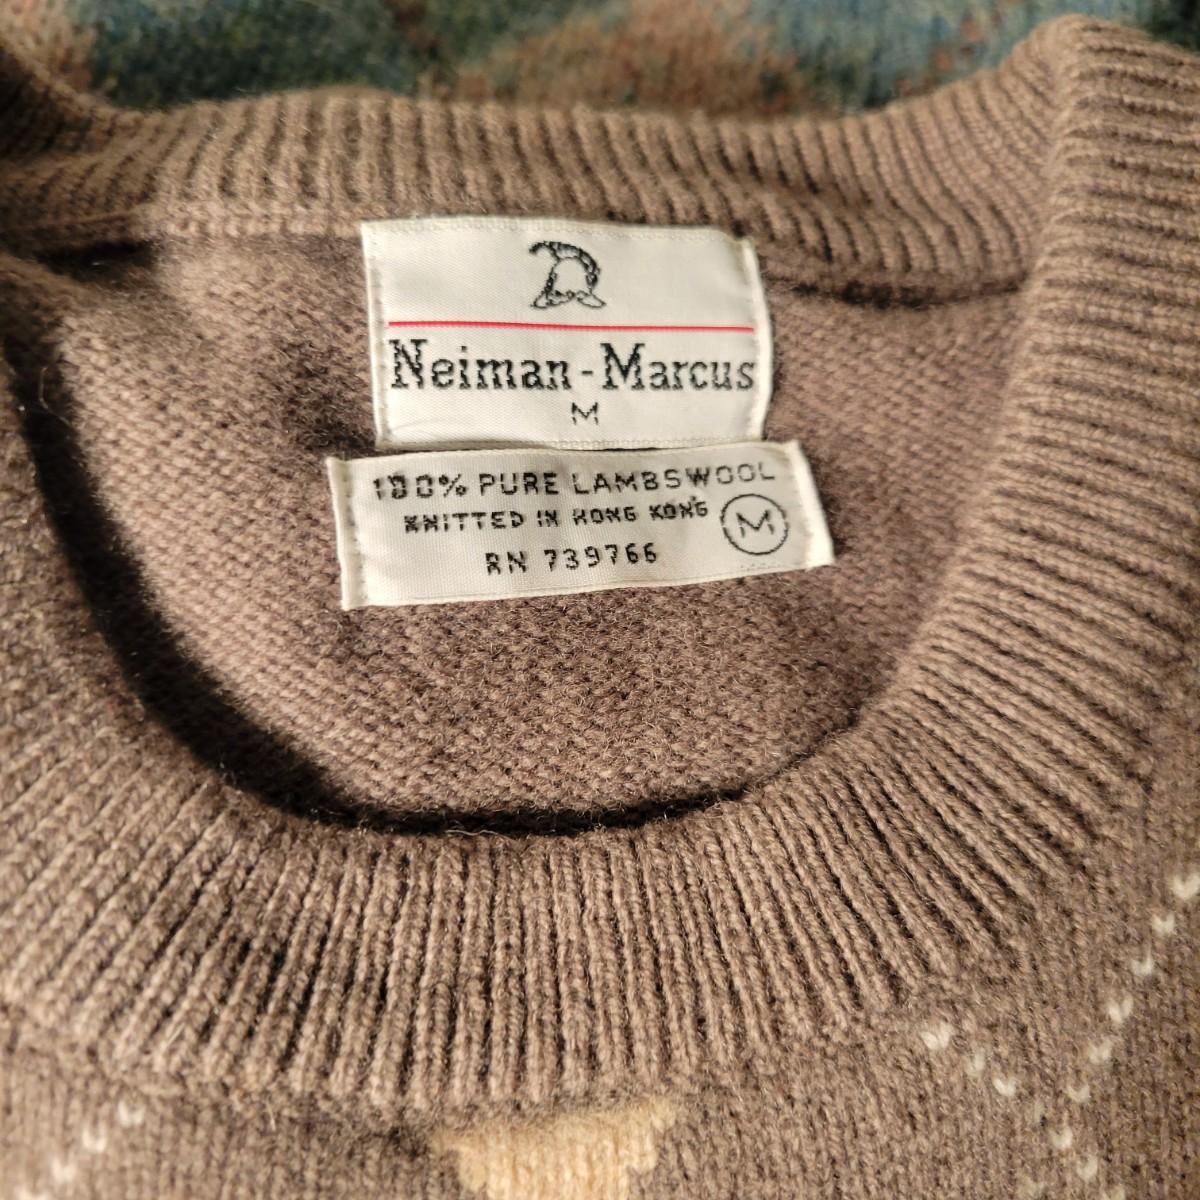 Neiman-Marcus
M
100% PURE LAMBSWOOL
KNITTED IN HONG KONG
M
RN 739766